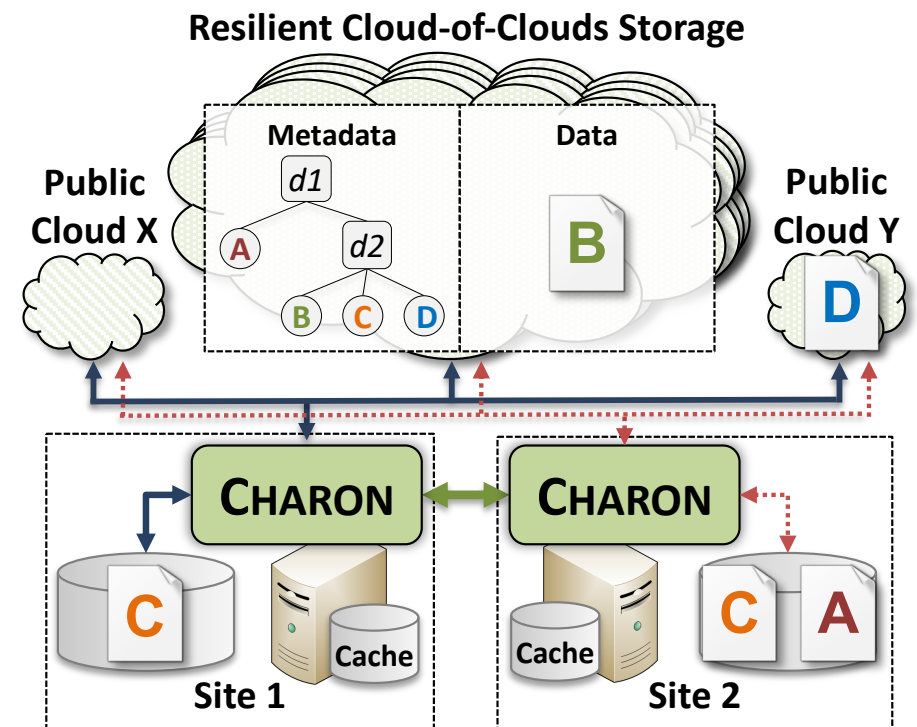 Resilient Cloud-of-Clouds Storage
Metadata
Data
Public
Cloud X
Public
Cloud Y
d1
A
d2
B
C
D
B
D
CHARON
CHARON
C
Cache
Cache
C
A
Site 1
Site 2